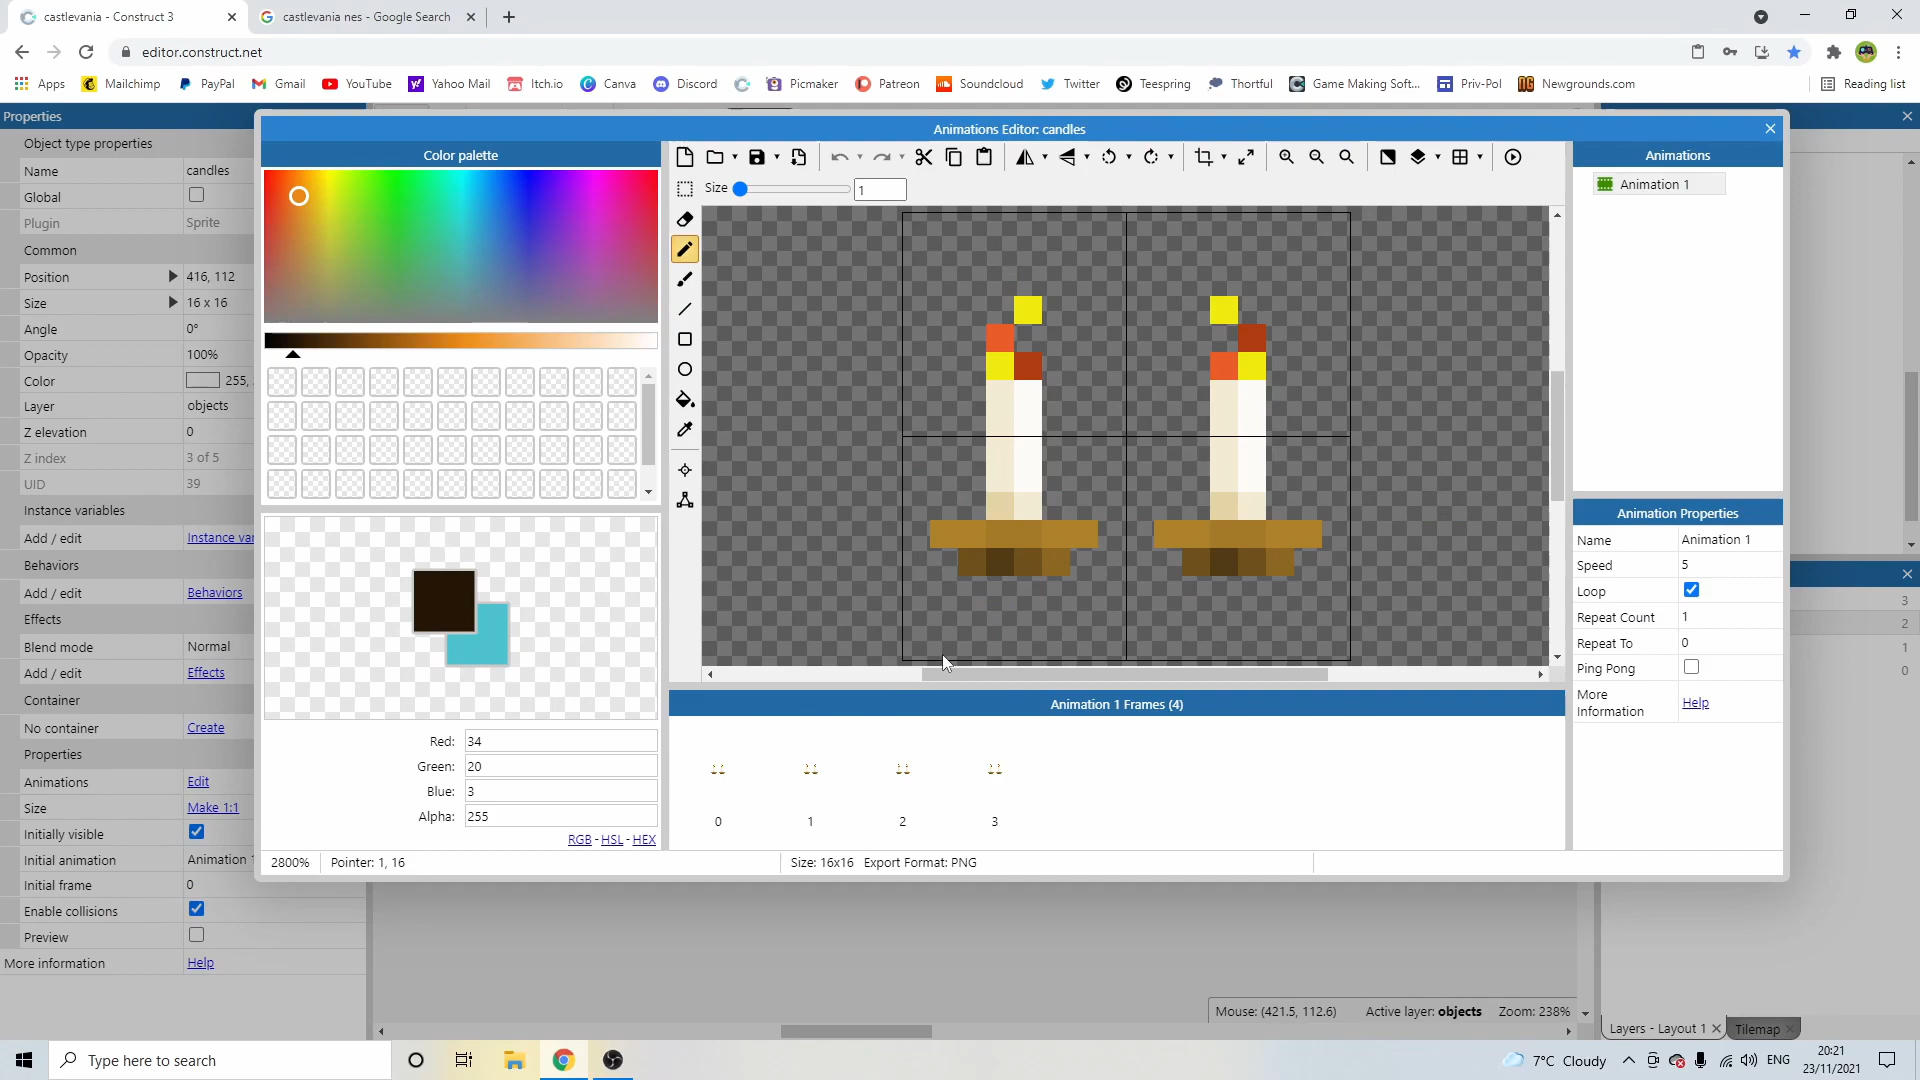 castlevania - Construct 3
castlevania nes - Google Search
editor.construct.net
Apps Mailchimp PayPal Gmail YouTube Yahoo Mail Itch.io Canva Discord Picmaker Patreon Soundcloud Twitter Teespring Thortful Game Making Soft... Priv-Pol Newgrounds.com Reading list
Properties
Object type properties
Name candles
Global
Plugin Sprite
Common
Position 416, 112
Size 16 x 16
Angle 0°
Opacity 100%
Color 255,
Layer objects
Z elevation 0
Z index 3 of 5
UID 39
Instance variables
Add / edit Instance var
Behaviors
Add / edit Behaviors
Effects
Blend mode Normal
Add / edit Effects
Container
No container Create
Properties
Animations Edit
Size Make 1:1
Initially visible
Initial animation Animation 1
Initial frame 0
Enable collisions
Preview
More information Help
Animations Editor: candles
Color palette
Red: 34
Green: 20
Blue: 3
Alpha: 255
RGB - HSL - HEX
2800% Pointer: 1, 16
Size 1
Animation 1 Frames (4)
0 1 2 3
Size: 16x16 Export Format: PNG
Animations
Animation 1
Animation Properties
Name Animation 1
Speed 5
Loop
Repeat Count 1
Repeat To 0
Ping Pong
More Information Help
3
2
1
0
Mouse: (421.5, 112.6) Active layer: objects Zoom: 238%
Layers - Layout 1 Tilemap
Type here to search
7°C Cloudy
ENG
20:21
23/11/2021